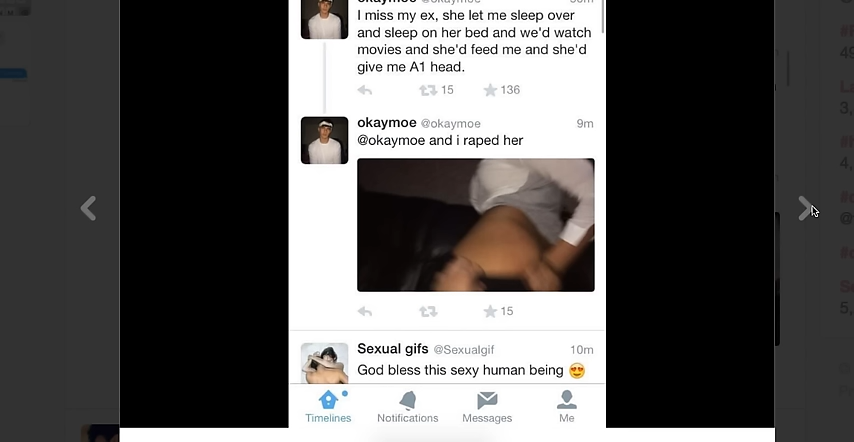 okaymoe @okaymoe
I miss my ex, she let me sleep over
and sleep on her bed and we'd watch
movies and she'd feed me and she'd
give me A1 head.
15 136
okaymoe @okaymoe 9m
@okaymoe and i raped her
15
Sexual gifs @Sexualgif 10m
God bless this sexy human being 😍
Timelines Notifications Messages Me